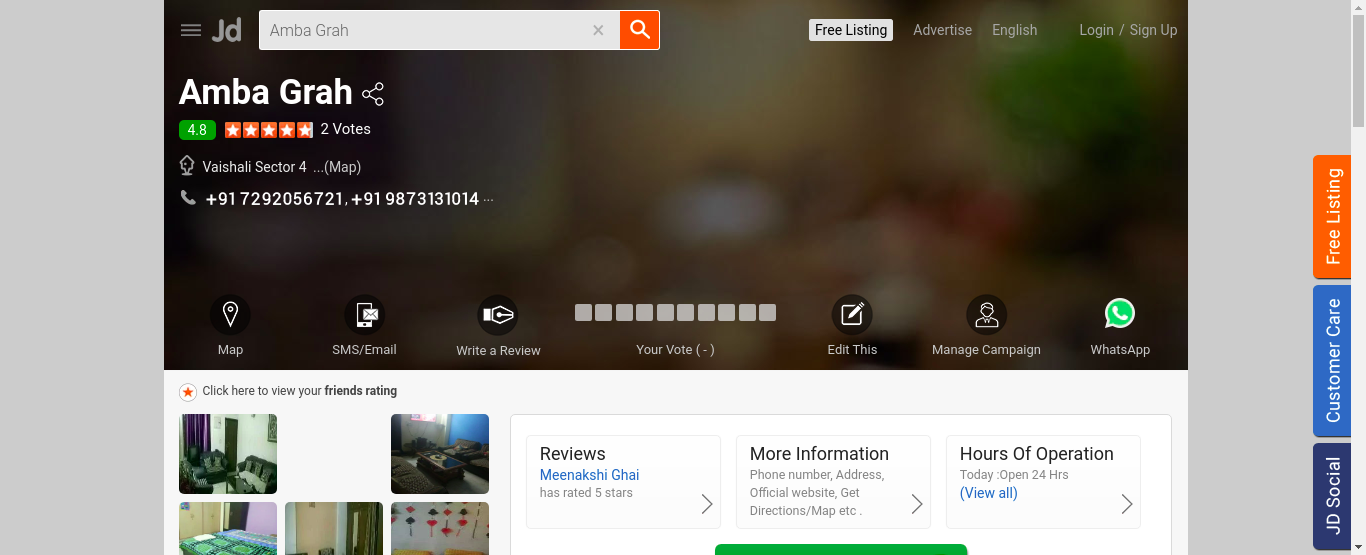 Jd
Amba Grah
×
Free Listing
Advertise
English
Login / Sign Up
Amba Grah
4.8
2 Votes
Vaishali Sector 4 ...(Map)
+91 7292056721, +91 9873131014 ...
Map
SMS/Email
Write a Review
Your Vote ( - )
Edit This
Manage Campaign
WhatsApp
Click here to view your friends rating
Reviews
Meenakshi Ghai
has rated 5 stars
More Information
Phone number, Address,
Official website, Get
Directions/Map etc .
Hours Of Operation
Today :Open 24 Hrs
(View all)
Free Listing
Customer Care
JD Social